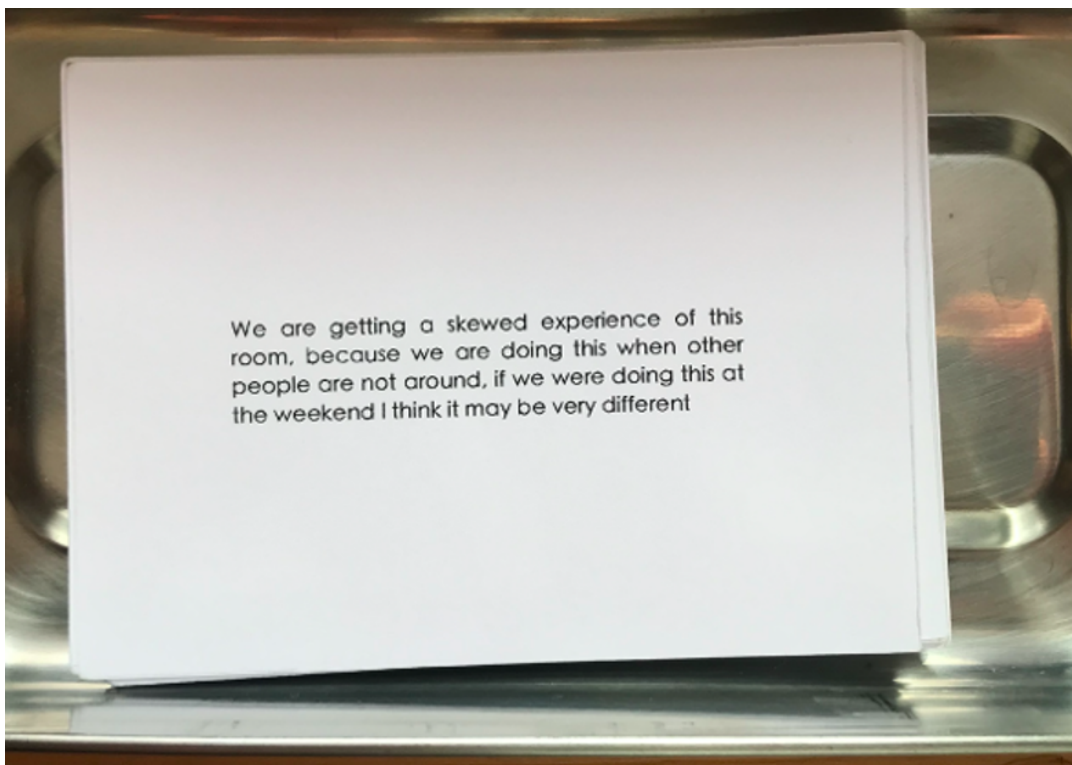 We are getting a skewed experience of this
room, because we are doing this when other
people are not around, if we were doing this at
the weekend I think it may be very different